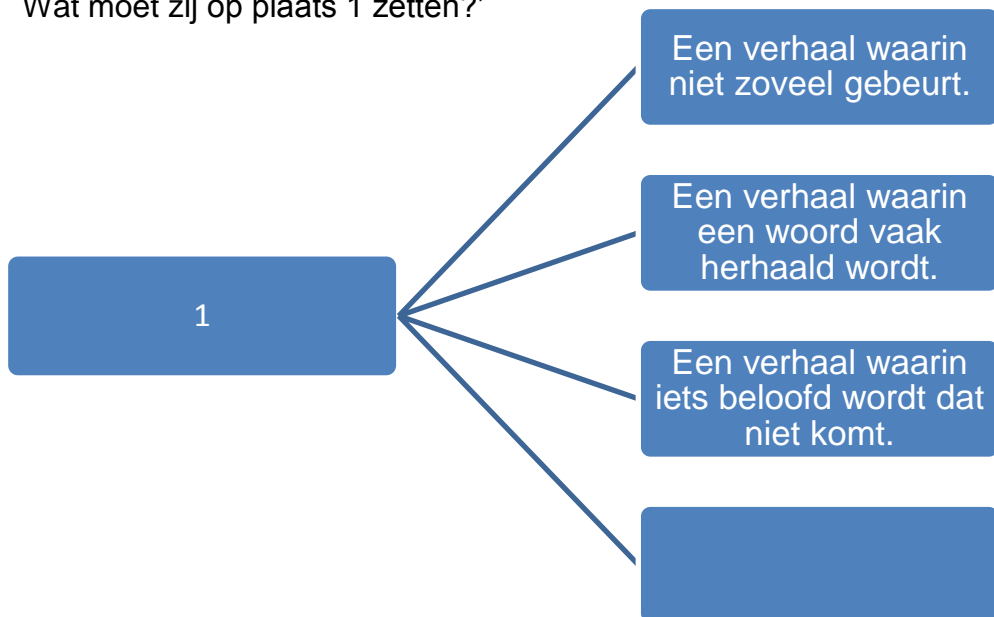 Wat moet zij op plaats 1 zetten?'
Een verhaal waarin
niet zoveel gebeurt.
Een verhaal waarin
een woord vaak
herhaald wordt.
1
Een verhaal waarin
iets beloofd wordt dat
niet komt.